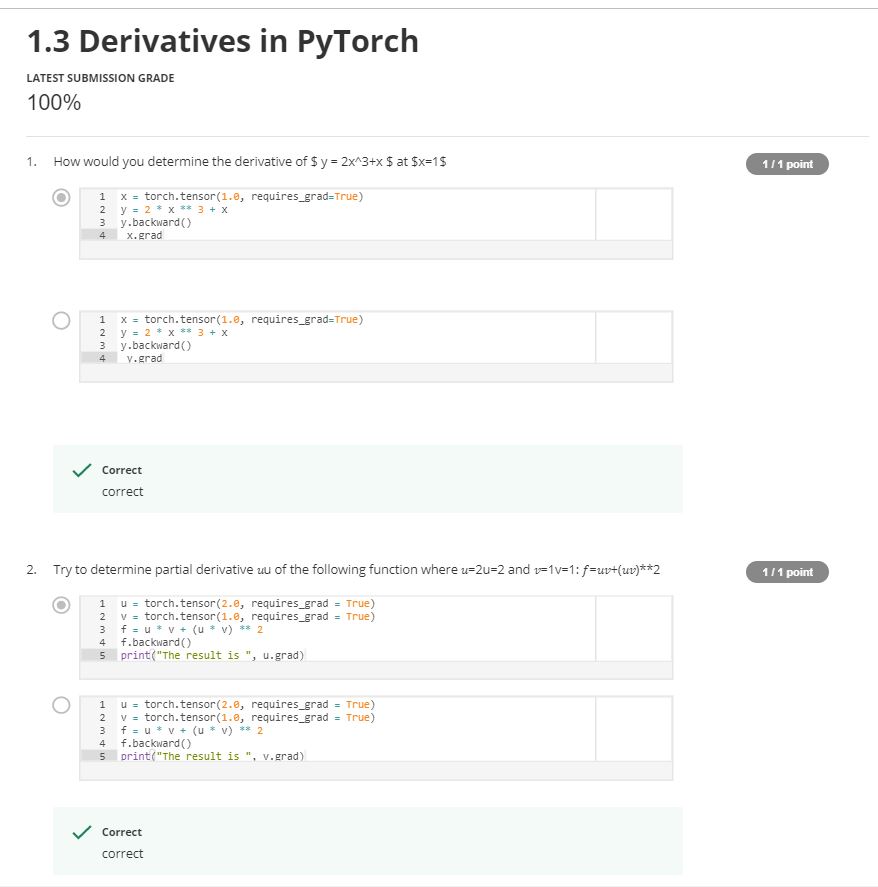 1.3 Derivatives in PyTorch
LATEST SUBMISSION GRADE
100%
1. How would you determine the derivative of $ y = 2x^3+x $ at $x=1$
1 / 1 point
1 x = torch.tensor(1.0, requires_grad=True)
2 y = 2 * x ** 3 + x
3 y.backward()
4 x.grad
1 x = torch.tensor(1.0, requires_grad=True)
2 y = 2 * x ** 3 + x
3 y.backward()
4 y.grad
Correct
correct
2. Try to determine partial derivative uu of the following function where u=2u=2 and v=1v=1: f=uv+(uv)**2
1 / 1 point
1 u = torch.tensor(2.0, requires_grad = True)
2 v = torch.tensor(1.0, requires_grad = True)
3 f = u * v + (u * v) ** 2
4 f.backward()
5 print("The result is ", u.grad)
1 u = torch.tensor(2.0, requires_grad = True)
2 v = torch.tensor(1.0, requires_grad = True)
3 f = u * v + (u * v) ** 2
4 f.backward()
5 print("The result is ", v.grad)
Correct
correct